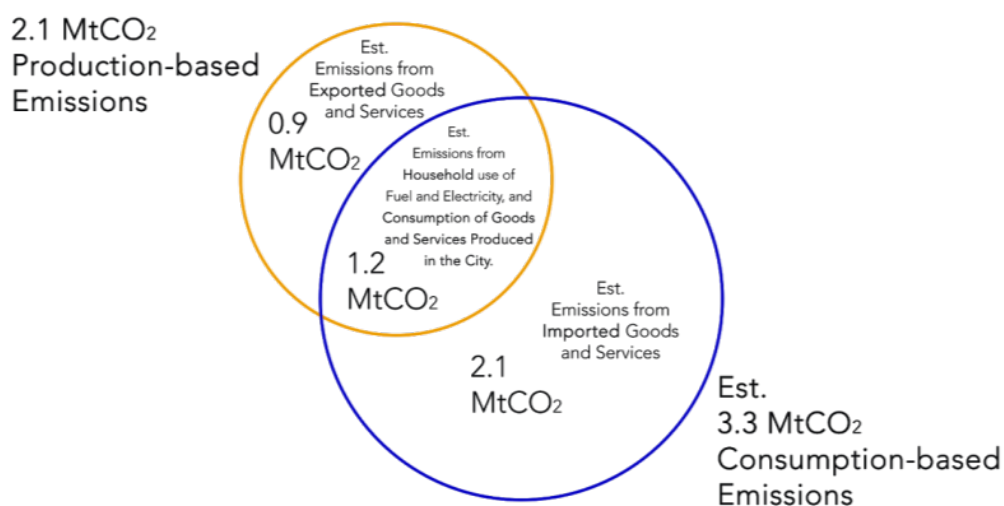 2.1 MtCO₂
Production-based
Emissions
Est.
Emissions from
Exported Goods
and Services
0.9
MtCO₂
Est.
Emissions from
Household use of
Fuel and Electricity, and
Consumption of Goods
and Services Produced
in the City.
1.2
MtCO₂
Est.
Emissions from
Imported Goods
and Services
2.1
MtCO₂
Est.
3.3 MtCO₂
Consumption-based
Emissions